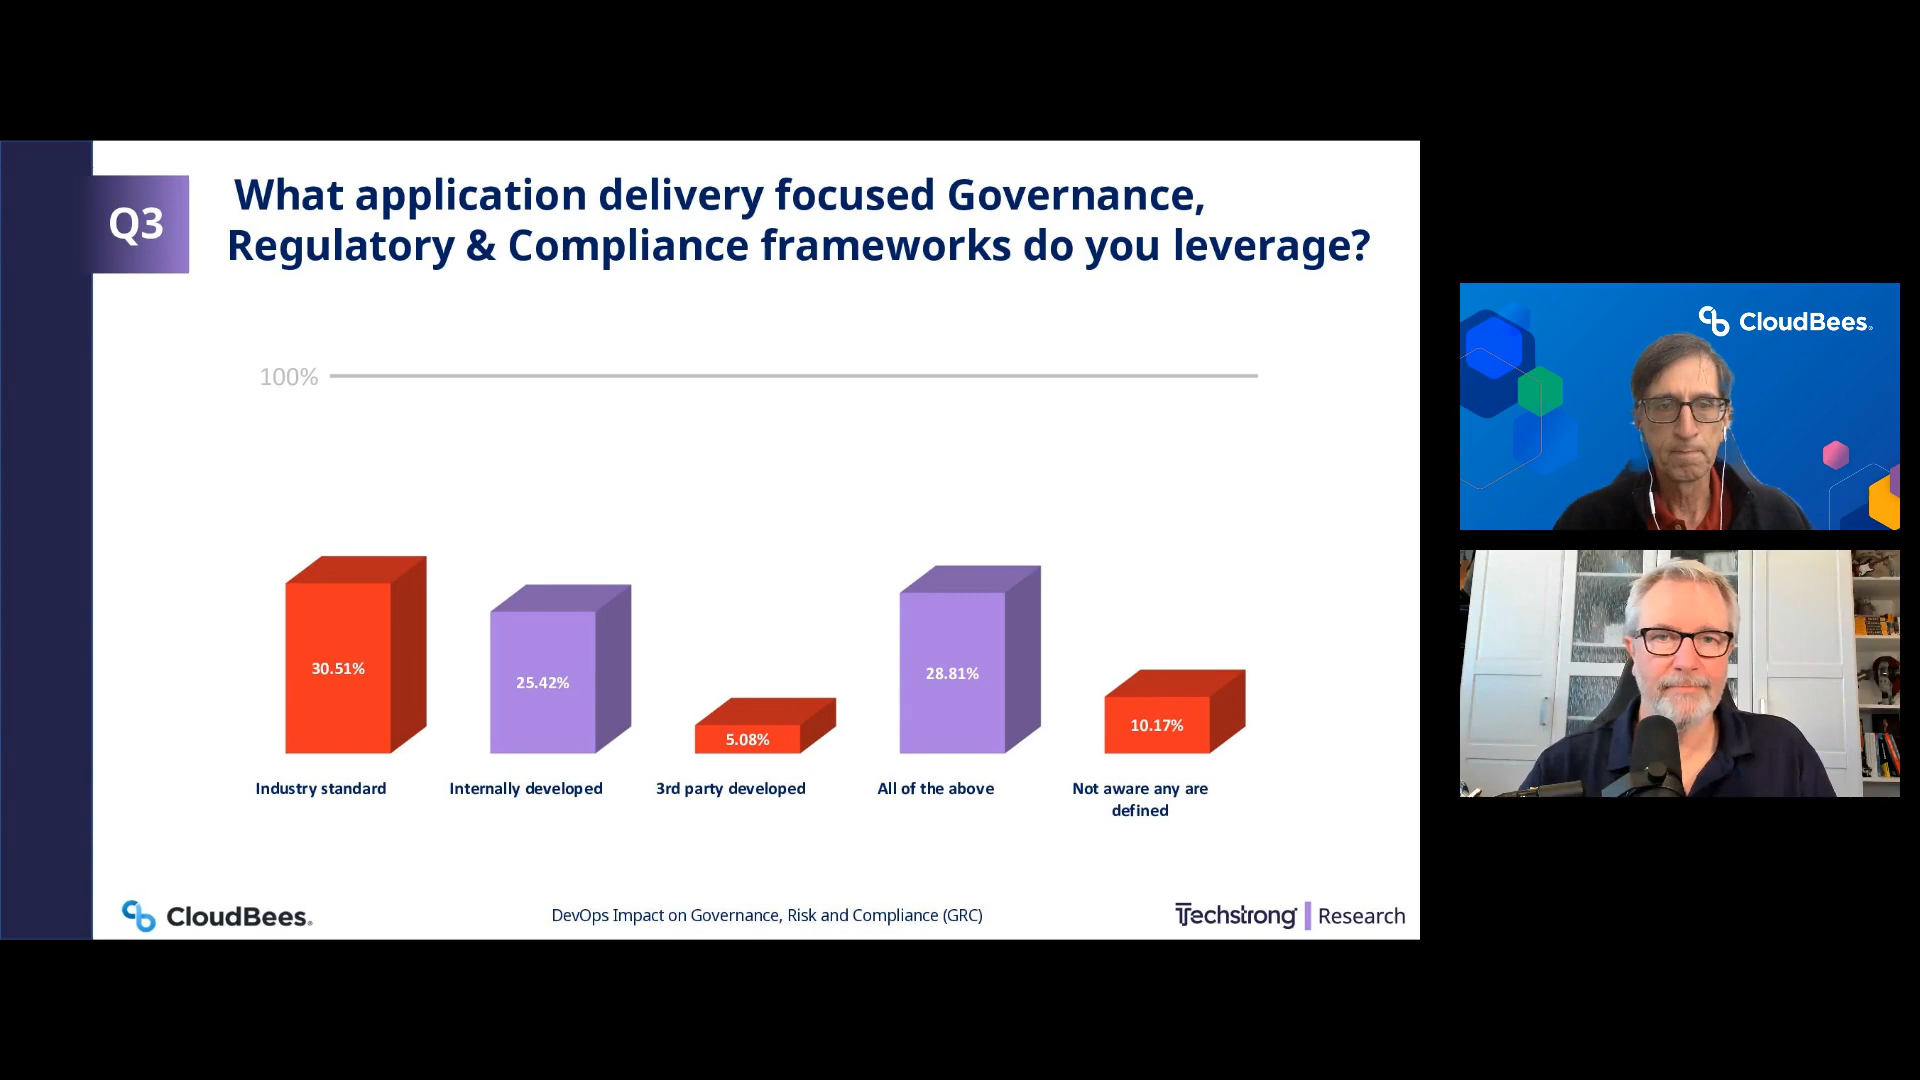 Q3
What application delivery focused Governance,
Regulatory & Compliance frameworks do you leverage?
100%
30.51%
25.42%
5.08%
28.81%
10.17%
Industry standard
Internally developed
3rd party developed
All of the above
Not aware any are
defined
CloudBees®
DevOps Impact on Governance, Risk and Compliance (GRC)
Techstrong | Research
CloudBees®